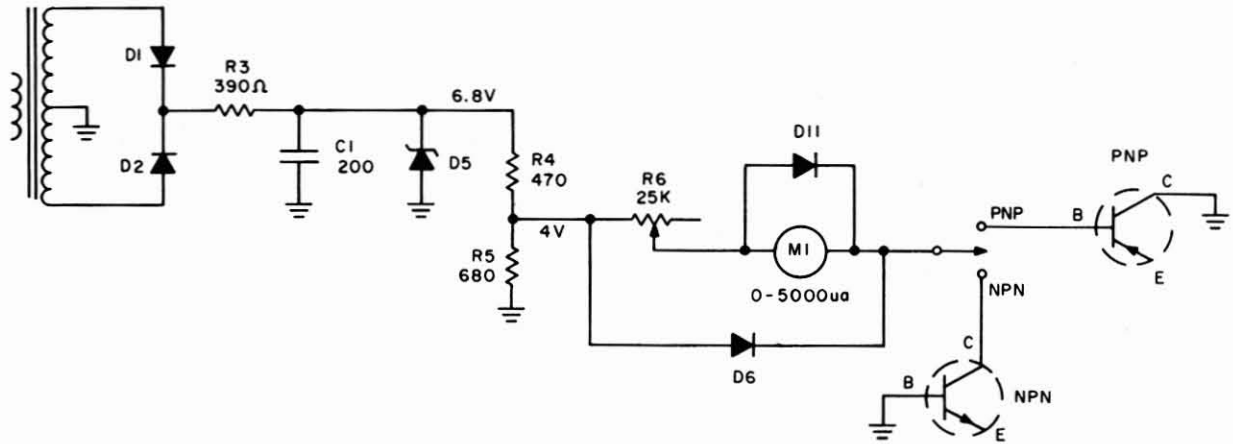 D1
R3
390Ω
D2
C1
200
6.8V
D5
R4
470
4V
R5
680
R6
25K
D11
M1
0-5000ua
D6
PNP
NPN
PNP
C
B
E
C
B
NPN
E